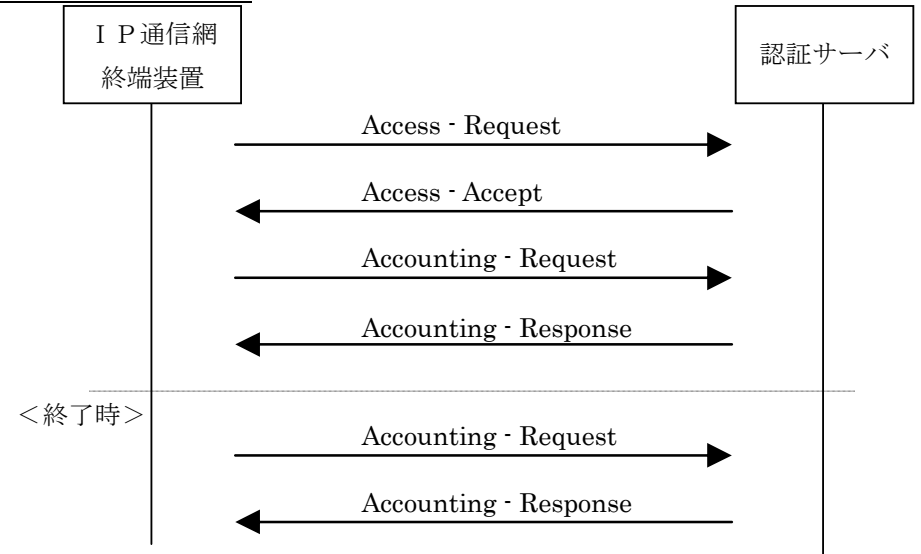 ＩＰ通信網
終端装置
認証サーバ
Access - Request
Access - Accept
Accounting - Request
Accounting - Response
＜終了時＞
Accounting - Request
Accounting - Response